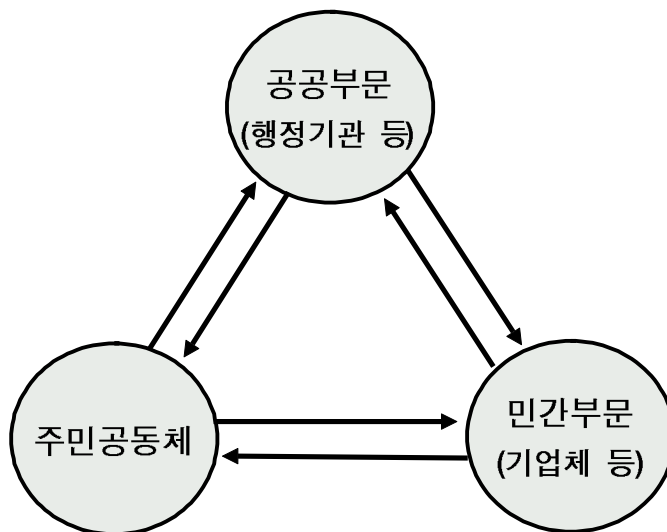 공공부문
(행정기관 등)
주민공동체
민간부문
(기업체 등)